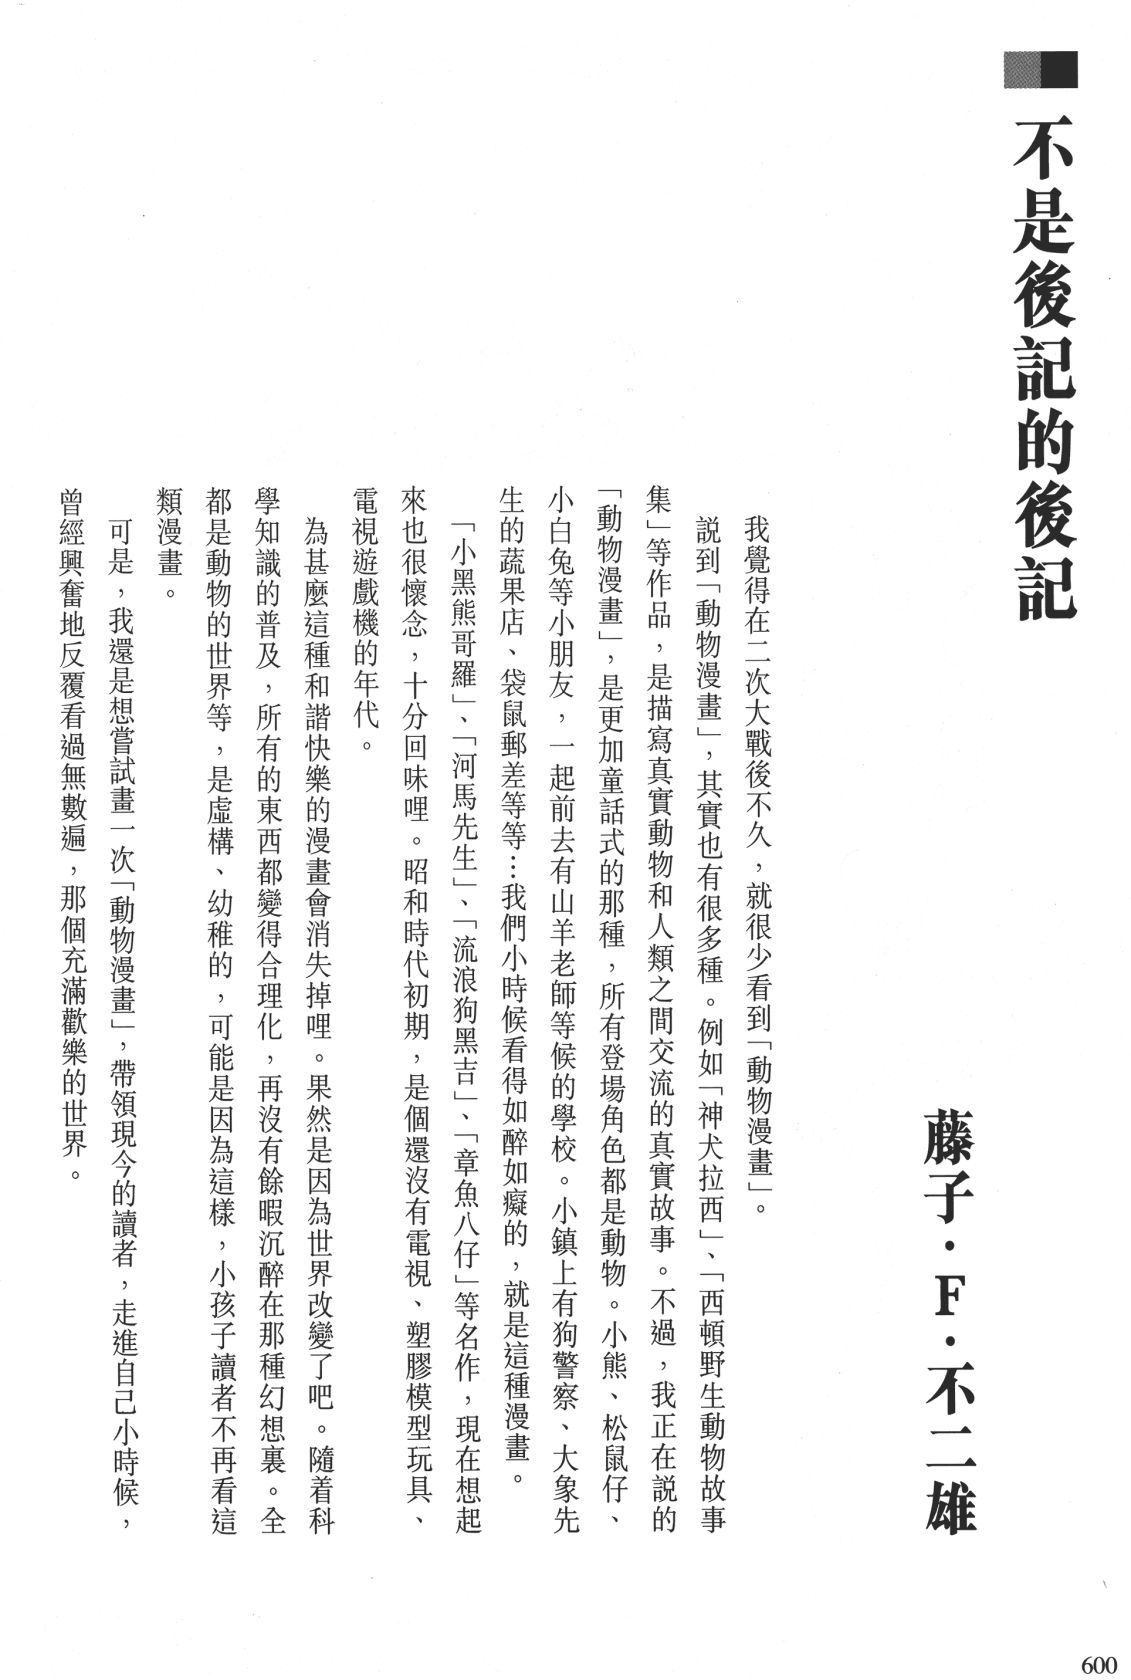 不是後記的後記
藤子・F・不二雄
我覺得在二次大戰後不久，就很少看到「動物漫畫」。
説到「動物漫畫」，其實也有很多種。例如「神犬拉西」、「西頓野生動物故事
集」等作品，是描寫真實動物和人類之間交流的真實故事。不過，我正在説的
「動物漫畫」，是更加童話式的那種，所有登場角色都是動物。小熊、松鼠仔、
小白兔等小朋友，一起前去有山羊老師等候的學校。小鎮上有狗警察、大象先
生的蔬果店、袋鼠郵差等等…我們小時候看得如醉如癡的，就是這種漫畫。
「小黑熊哥羅」、「河馬先生」、「流浪狗黑吉」、「章魚八仔」等名作，現在想起
來也很懷念，十分回味哩。昭和時代初期，是個還沒有電視、塑膠模型玩具、
電視遊戲機的年代。
為甚麼這種和諧快樂的漫畫會消失掉哩。果然是因為世界改變了吧。隨着科
學知識的普及，所有的東西都變得合理化，再沒有餘暇沉醉在那種幻想裏。全
都是動物的世界等，是虛構、幼稚的，可能是因為這樣，小孩子讀者不再看這
類漫畫。
可是，我還是想嘗試畫一次「動物漫畫」，帶領現今的讀者，走進自己小時候，
曾經興奮地反覆看過無數遍，那個充滿歡樂的世界。
600